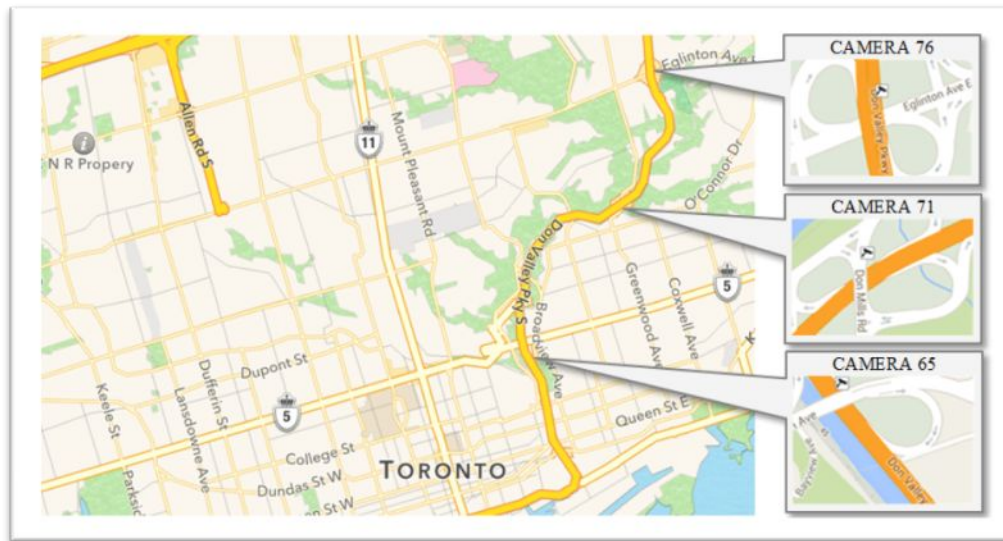 Eglinton Ave
Allen Rd S
11
Mount Pleasant Rd
E N R Propery
O'Connor Dr
Don Valley Pky S
5
Greenwood Ave
Coxwell Ave
Broadview Ave
Dupont St
Dufferin St
Lansdowne Ave
Keele St
5
Queen St E
College St
TORONTO
Dundas St W
Parkside
CAMERA 76
Don Valley Pkwy
Eglinton Ave E
CAMERA 71
Don Mills Rd
CAMERA 65
Ave
Bayview Ave
Don Valley